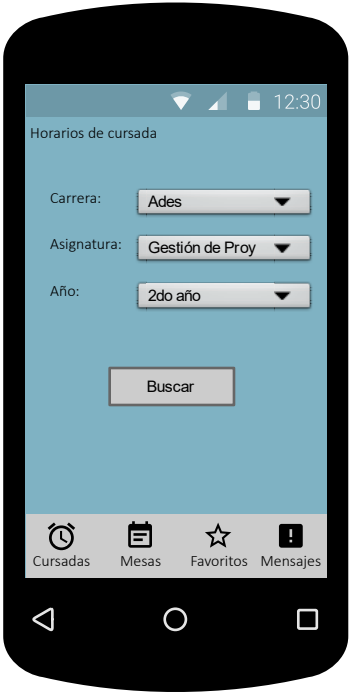 12:30
Horarios de cursada
Carrera: Ades
Asignatura: Gestión de Proy
Año: 2do año
Buscar
Cursadas Mesas Favoritos Mensajes